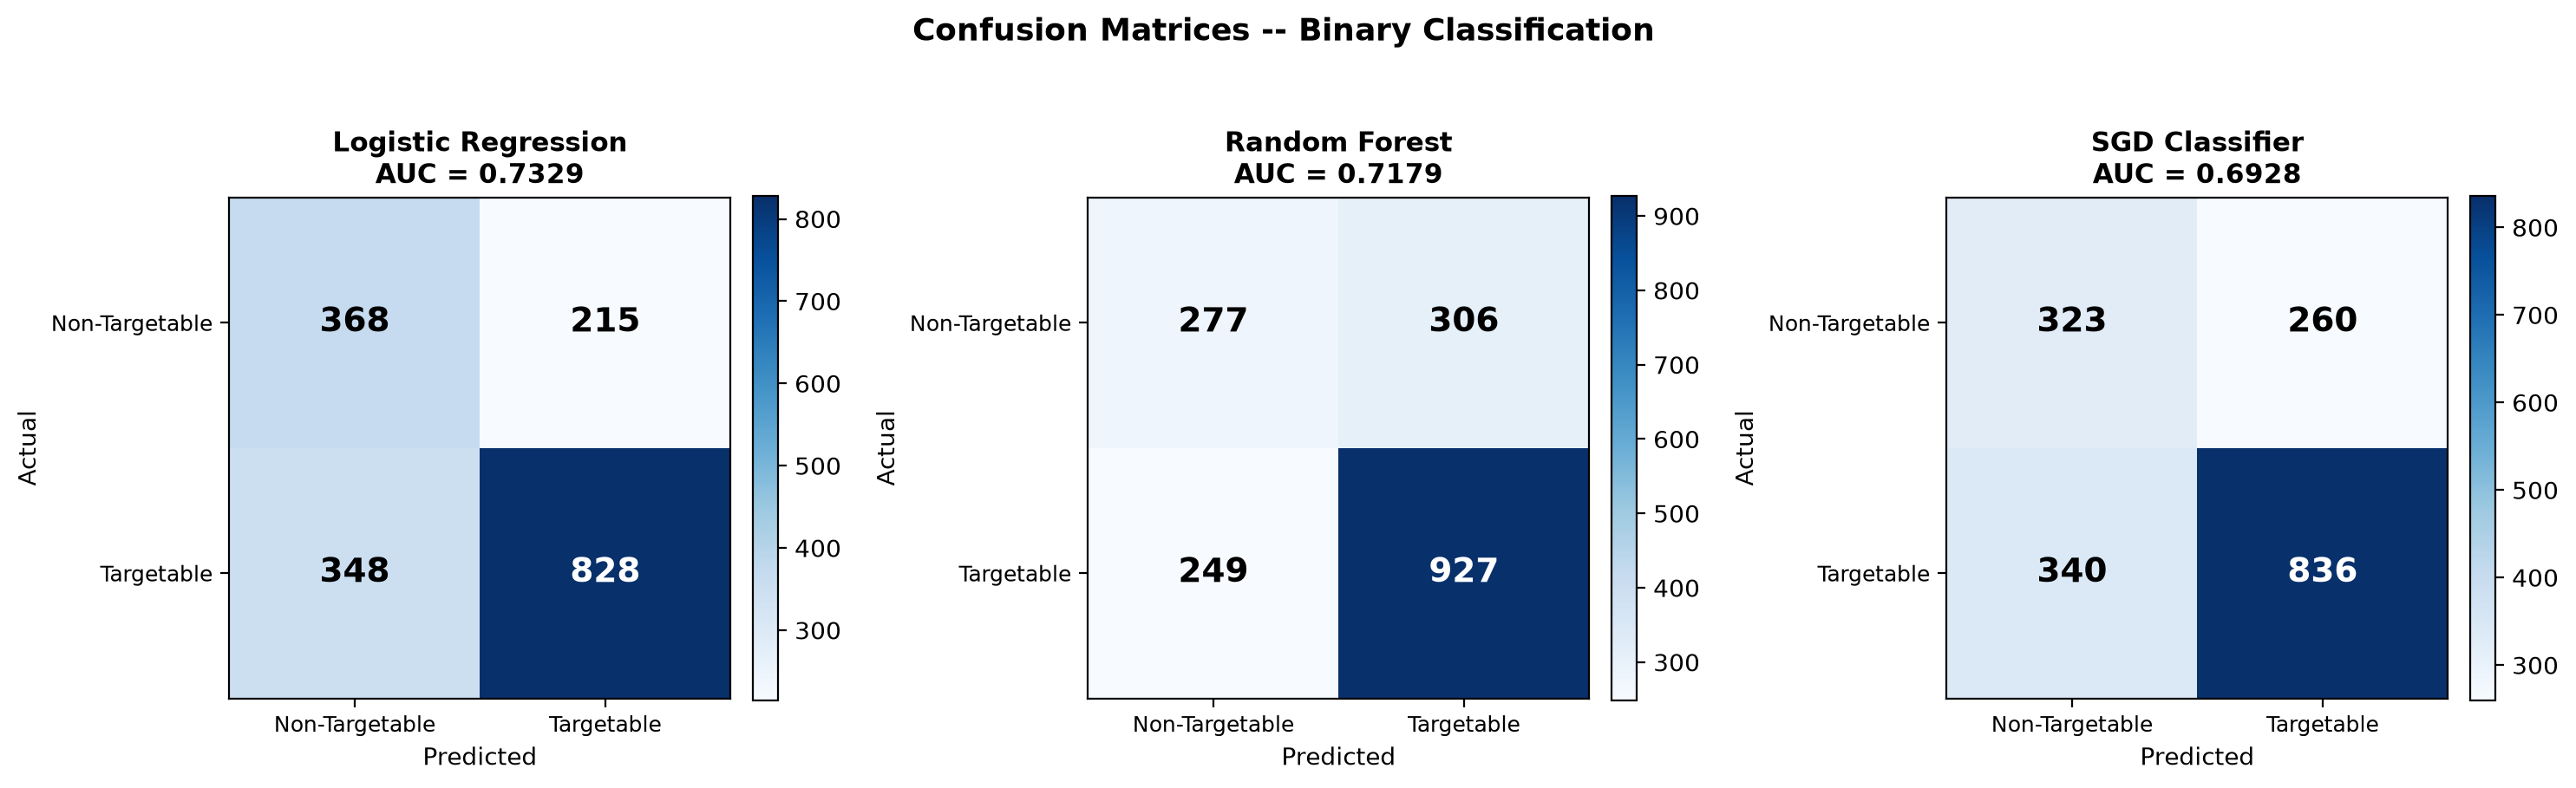 Confusion Matrices -- Binary Classification
Logistic Regression
AUC = 0.7329
Actual
Non-Targetable
Targetable
368
215
348
828
Non-Targetable
Targetable
Predicted
800
700
600
500
400
300
Random Forest
AUC = 0.7179
Actual
Non-Targetable
Targetable
277
306
249
927
Non-Targetable
Targetable
Predicted
900
800
700
600
500
400
300
SGD Classifier
AUC = 0.6928
Actual
Non-Targetable
Targetable
323
260
340
836
Non-Targetable
Targetable
Predicted
800
700
600
500
400
300